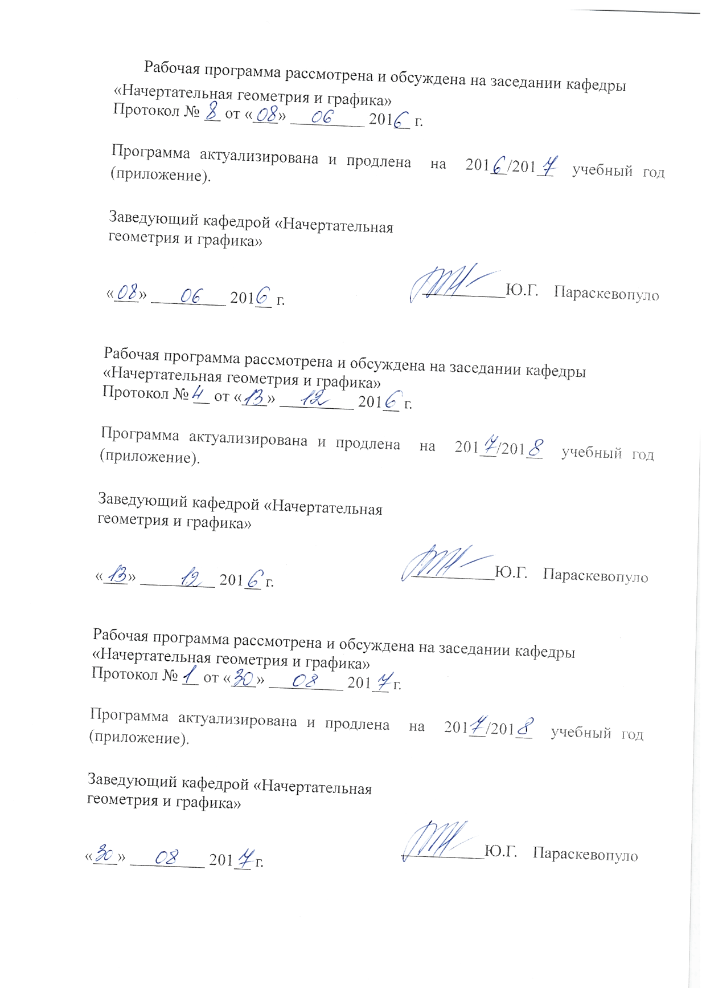 Рабочая программа рассмотрена и обсуждена на заседании кафедры
«Начертательная геометрия и графика»
Протокол № 8 от «08» 06 2016 г.
Программа актуализирована и продлена на 2016/2017 учебный год
(приложение).
Заведующий кафедрой «Начертательная
геометрия и графика»
«08» 06 2016 г. Ю.Г. Параскевопуло
Рабочая программа рассмотрена и обсуждена на заседании кафедры
«Начертательная геометрия и графика»
Протокол № 4 от «13» 12 2016 г.
Программа актуализирована и продлена на 2017/2018 учебный год
(приложение).
Заведующий кафедрой «Начертательная
геометрия и графика»
«13» 12 2016 г. Ю.Г. Параскевопуло
Рабочая программа рассмотрена и обсуждена на заседании кафедры
«Начертательная геометрия и графика»
Протокол № 1 от «30» 08 2017 г.
Программа актуализирована и продлена на 2017/2018 учебный год
(приложение).
Заведующий кафедрой «Начертательная
геометрия и графика»
«30» 08 2017 г. Ю.Г. Параскевопуло